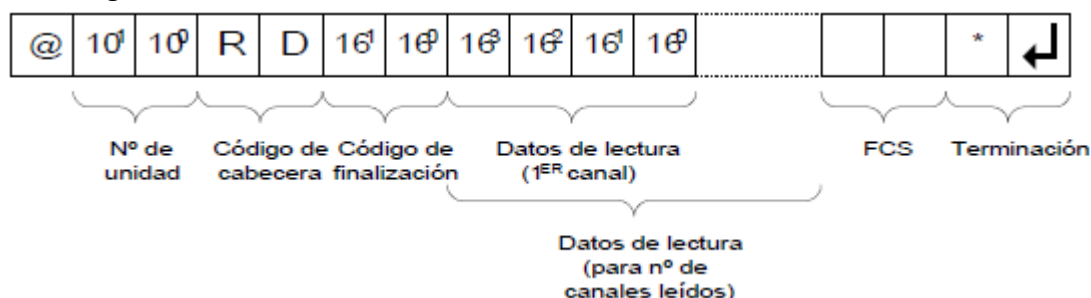 @ 10¹ 10⁰ R D 16¹ 16⁰ 16³ 16² 16¹ 16⁰ * ↵
Nº de unidad
Código de cabecera
Código de finalización
Datos de lectura
(1ᴱᴿ canal)
FCS
Terminación
Datos de lectura
(para nº de
canales leídos)